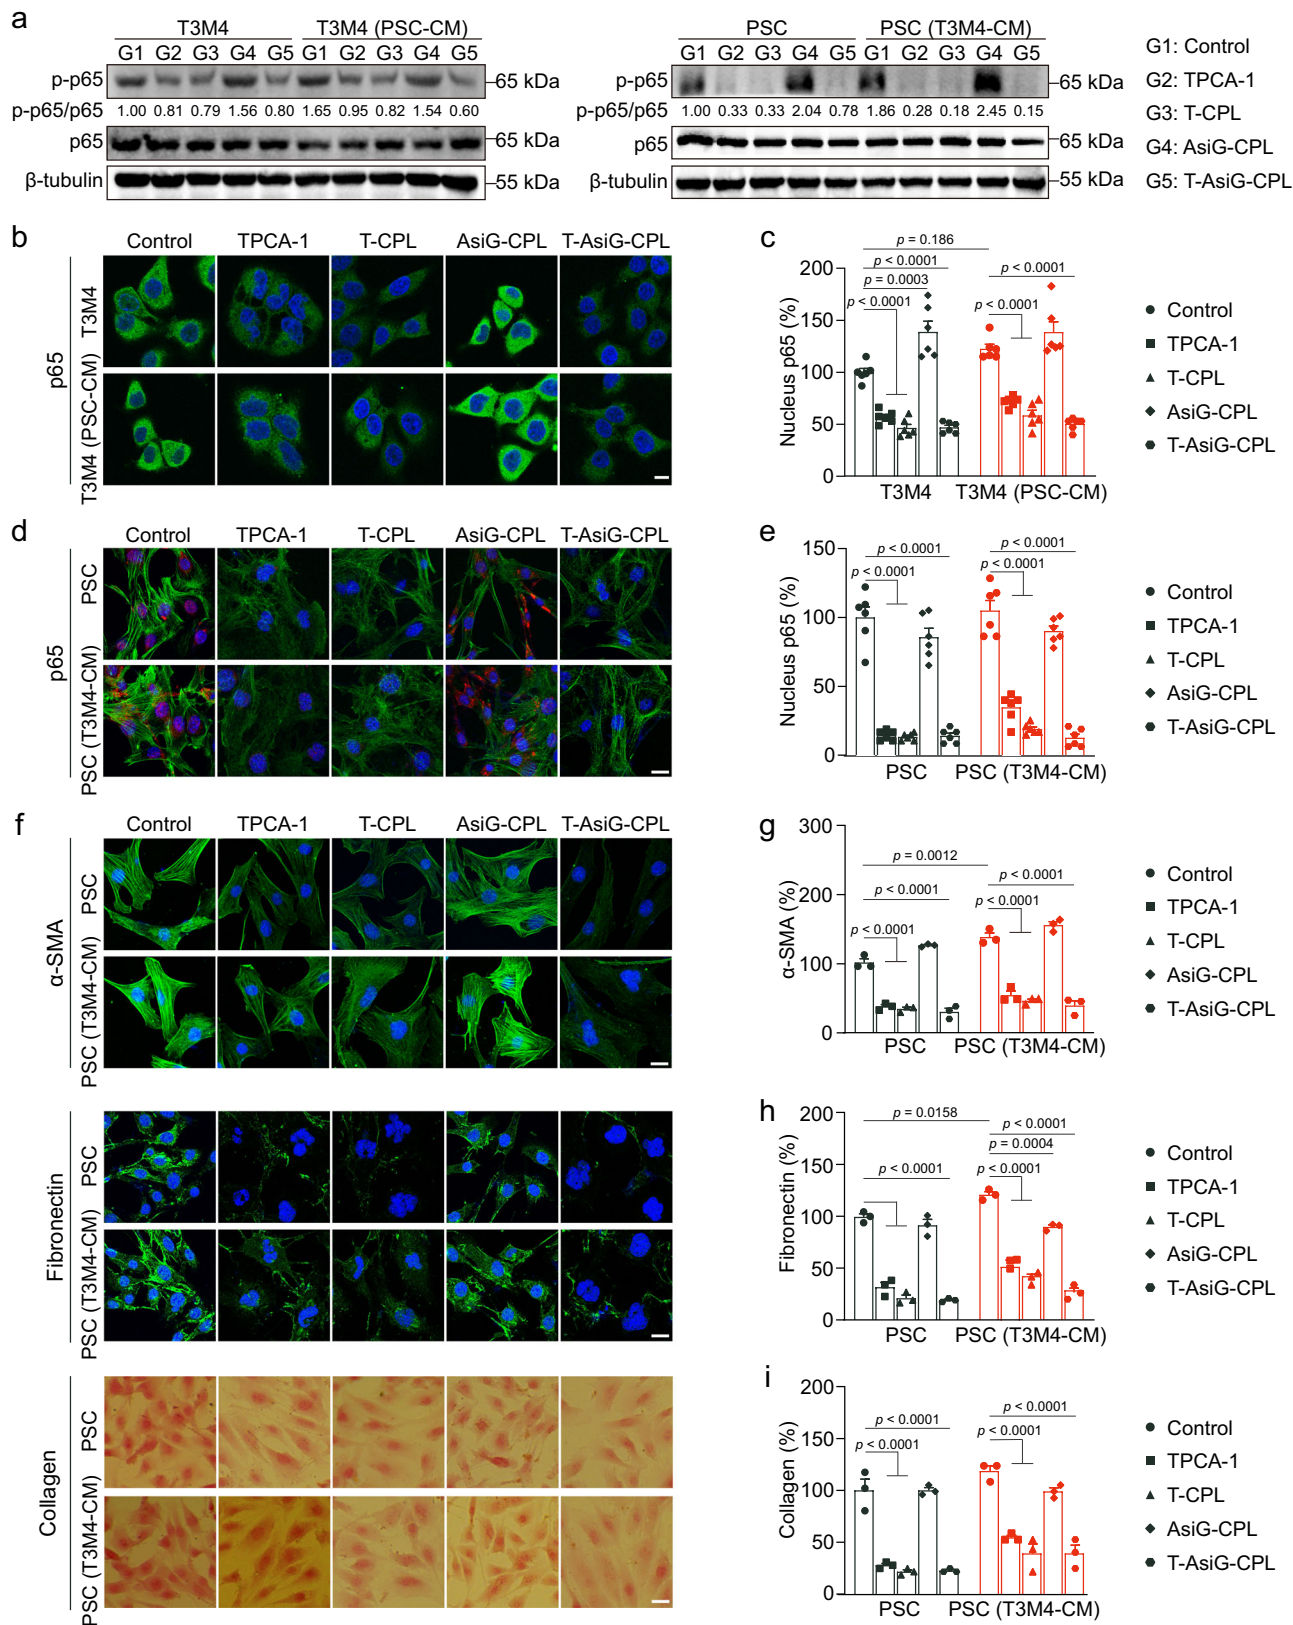 a
T3M4 T3M4 (PSC-CM)
G1 G2 G3 G4 G5 G1 G2 G3 G4 G5
p-p65 65 kDa
p-p65/p65 1.00 0.81 0.79 1.56 0.80 1.65 0.95 0.82 1.54 0.60
p65 65 kDa
β-tubulin 55 kDa
PSC PSC (T3M4-CM)
G1 G2 G3 G4 G5 G1 G2 G3 G4 G5
p-p65 65 kDa
p-p65/p65 1.00 0.33 0.33 2.04 0.78 1.86 0.28 0.18 2.45 0.15
p65 65 kDa
β-tubulin 55 kDa
G1: Control
G2: TPCA-1
G3: T-CPL
G4: AsiG-CPL
G5: T-AsiG-CPL
b
Control TPCA-1 T-CPL AsiG-CPL T-AsiG-CPL
p65
T3M4
T3M4 (PSC-CM)
c
Nucleus p65 (%)
200
150
100
50
0
p = 0.186
p < 0.0001
p = 0.0003
p < 0.0001
p < 0.0001
p < 0.0001
T3M4 T3M4 (PSC-CM)
Control
TPCA-1
T-CPL
AsiG-CPL
T-AsiG-CPL
d
Control TPCA-1 T-CPL AsiG-CPL T-AsiG-CPL
p65
PSC
PSC (T3M4-CM)
e
Nucleus p65 (%)
150
100
50
0
p < 0.0001
p < 0.0001
p < 0.0001
p < 0.0001
PSC PSC (T3M4-CM)
Control
TPCA-1
T-CPL
AsiG-CPL
T-AsiG-CPL
f
Control TPCA-1 T-CPL AsiG-CPL T-AsiG-CPL
α-SMA
PSC
PSC (T3M4-CM)
Fibronectin
PSC
PSC (T3M4-CM)
Collagen
PSC
PSC (T3M4-CM)
g
α-SMA (%)
300
200
100
0
p = 0.0012
p < 0.0001
p < 0.0001
p < 0.0001
p < 0.0001
PSC PSC (T3M4-CM)
Control
TPCA-1
T-CPL
AsiG-CPL
T-AsiG-CPL
h
Fibronectin (%)
200
150
100
50
0
p = 0.0158
p < 0.0001
p = 0.0004
p < 0.0001
p < 0.0001
PSC PSC (T3M4-CM)
Control
TPCA-1
T-CPL
AsiG-CPL
T-AsiG-CPL
i
Collagen (%)
200
150
100
50
0
p < 0.0001
p < 0.0001
p < 0.0001
p < 0.0001
PSC PSC (T3M4-CM)
Control
TPCA-1
T-CPL
AsiG-CPL
T-AsiG-CPL